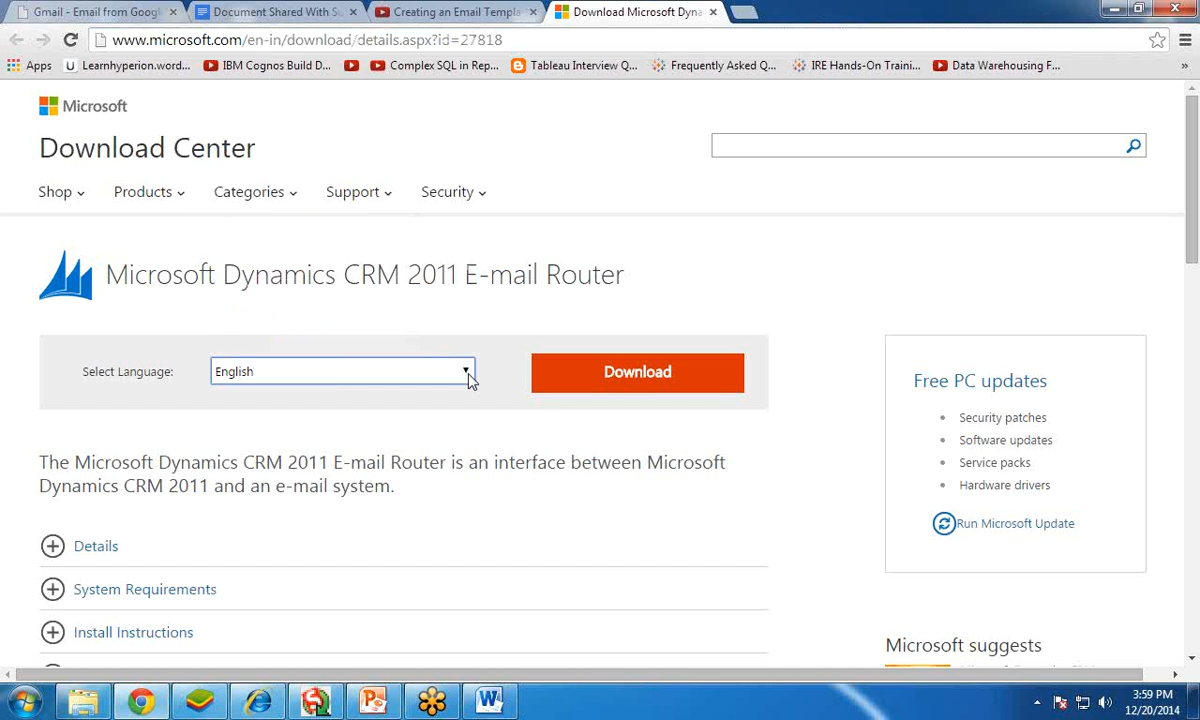 Gmail - Email from Googl
Document Shared With S
Creating an Email Templa
Download Microsoft Dyna
www.microsoft.com/en-in/download/details.aspx?id=27818
Apps
Learnhyperion.word...
IBM Cognos Build D...
Complex SQL in Rep...
Tableau Interview Q...
Frequently Asked Q...
IRE Hands-On Traini...
Data Warehousing F...
»
Microsoft
Download Center
Shop
Products
Categories
Support
Security
Microsoft Dynamics CRM 2011 E-mail Router
Select Language:
English
Download
The Microsoft Dynamics CRM 2011 E-mail Router is an interface between Microsoft
Dynamics CRM 2011 and an e-mail system.
Details
System Requirements
Install Instructions
Free PC updates
• Security patches
• Software updates
• Service packs
• Hardware drivers
Run Microsoft Update
Microsoft suggests
3:59 PM
12/20/2014